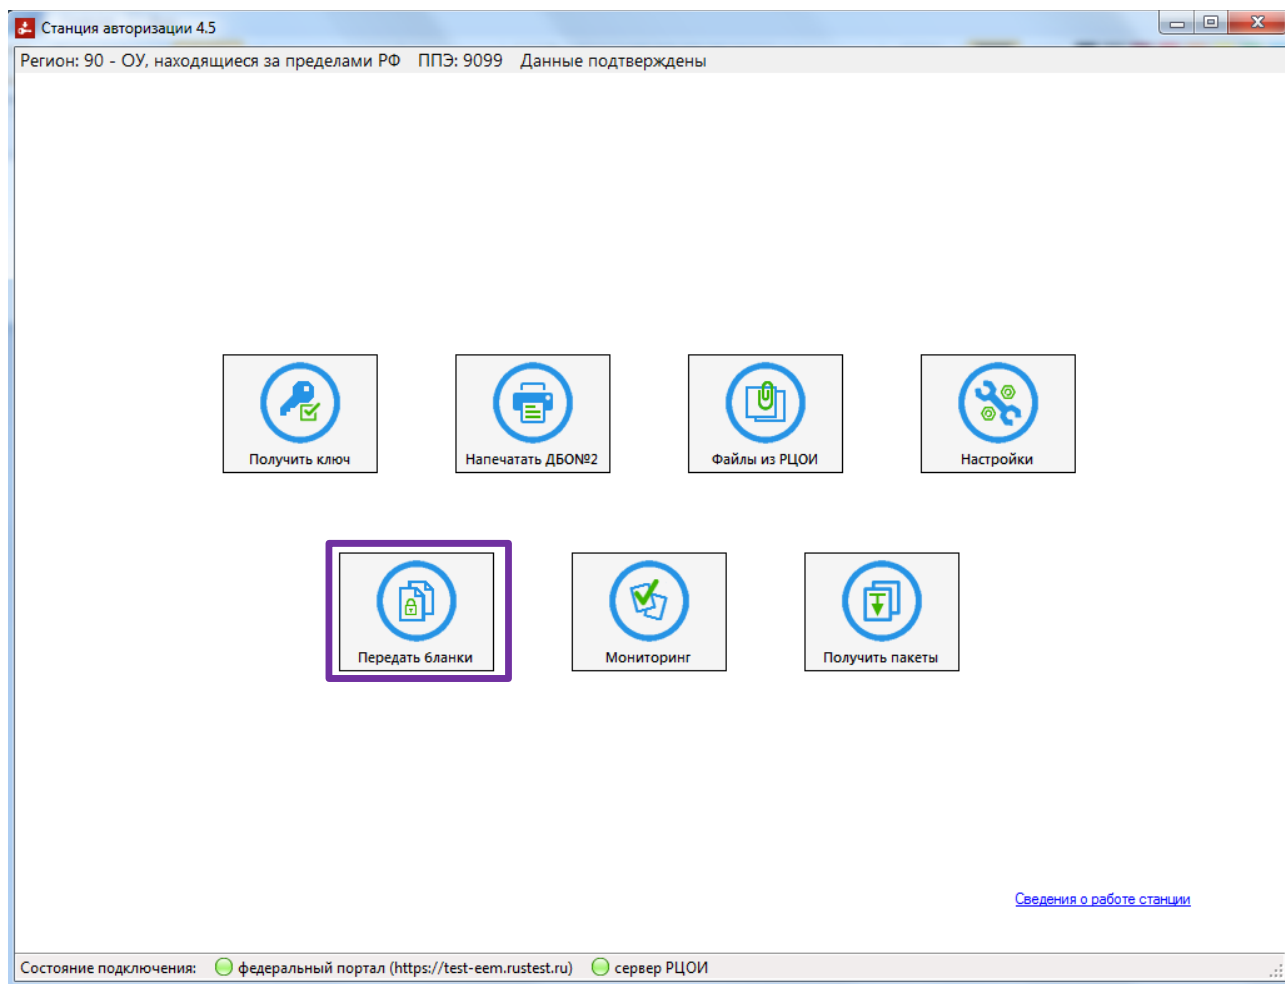 Станция авторизации 4.5
Регион: 90 - ОУ, находящиеся за пределами РФ ППЭ: 9099 Данные подтверждены
Получить ключ
Напечатать ДБО№2
Файлы из РЦОИ
Настройки
Передать бланки
Мониторинг
Получить пакеты
Сведения о работе станции
Состояние подключения: федеральный портал (https://test-eem.rustest.ru) сервер РЦОИ